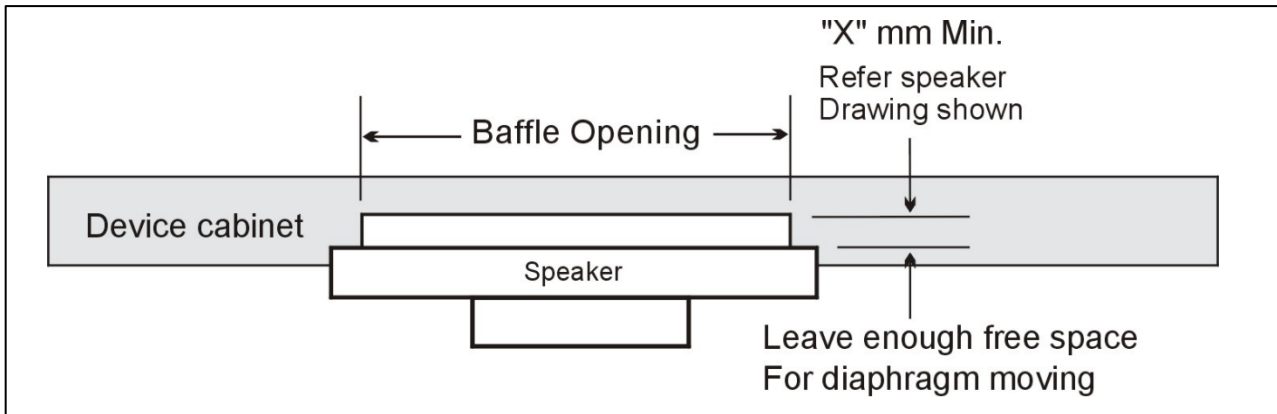 "X" mm Min.
Refer speaker
Drawing shown
Baffle Opening
Device cabinet
Speaker
Leave enough free space
For diaphragm moving